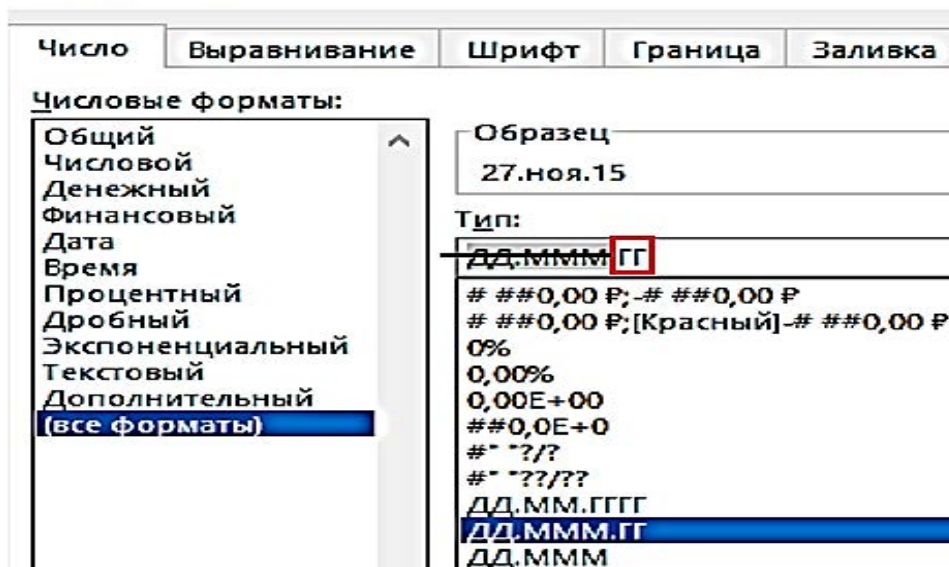 Число Выравнивание Шрифт Граница Заливка
Числовые форматы:
Общий
Числовой
Денежный
Финансовый
Дата
Время
Процентный
Дробный
Экспоненциальный
Текстовый
Дополнительный
(все форматы)
Образец
27.ноя.15
Тип:
ДД.МММ.ГГ
# ##0,00 ₽;-# ##0,00 ₽
# ##0,00 ₽;[Красный]-# ##0,00 ₽
0%
0,00%
0,00E+00
##0,0E+0
#" "?/?
#" "??/??
ДД.ММ.ГГГГ
ДД.МММ.ГГ
ДД.МММ